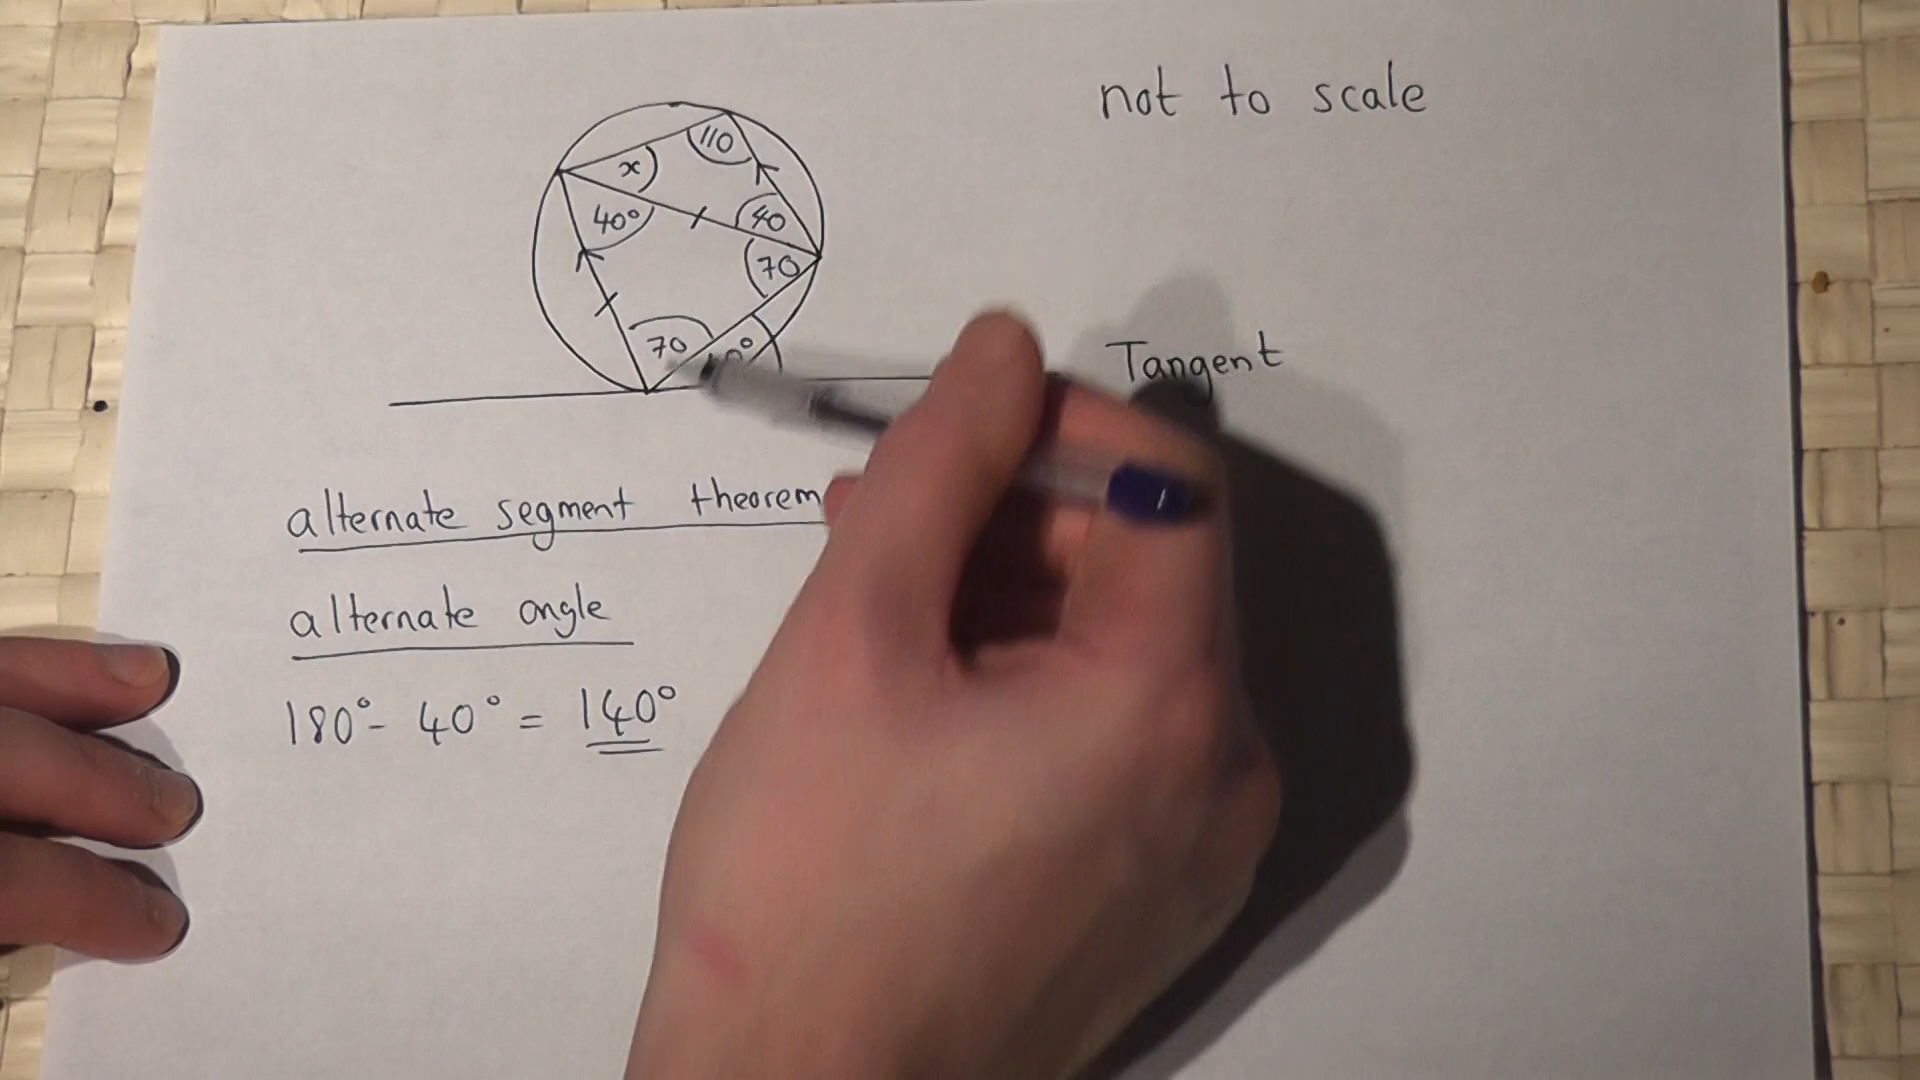 not to scale
110
x
40°
40
70
70
Tangent
alternate segment theorem
alternate angle
180° - 40° = 140°